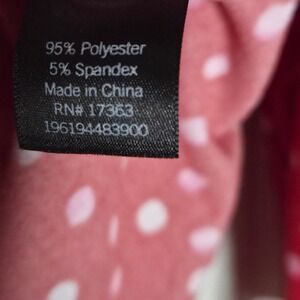 95% Polyester
5% Spandex
Made in China
RN# 17363
196194483900